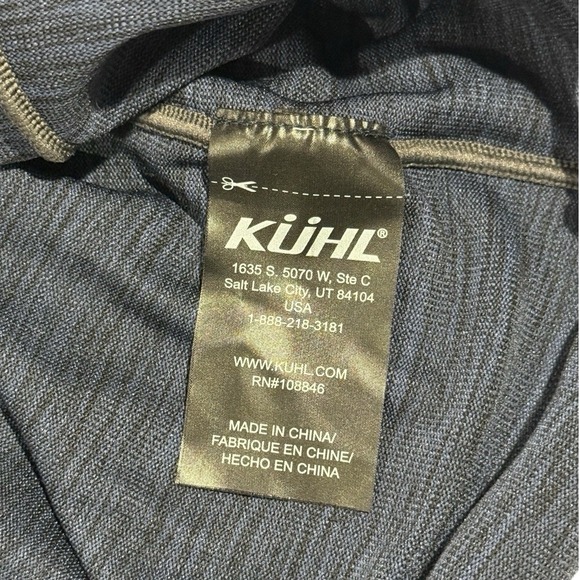 KÜHL®
1635 S. 5070 W, Ste C
Salt Lake City, UT 84104
USA
1-888-218-3181
WWW.KUHL.COM
RN#108846
MADE IN CHINA/
FABRIQUE EN CHINE/
HECHO EN CHINA